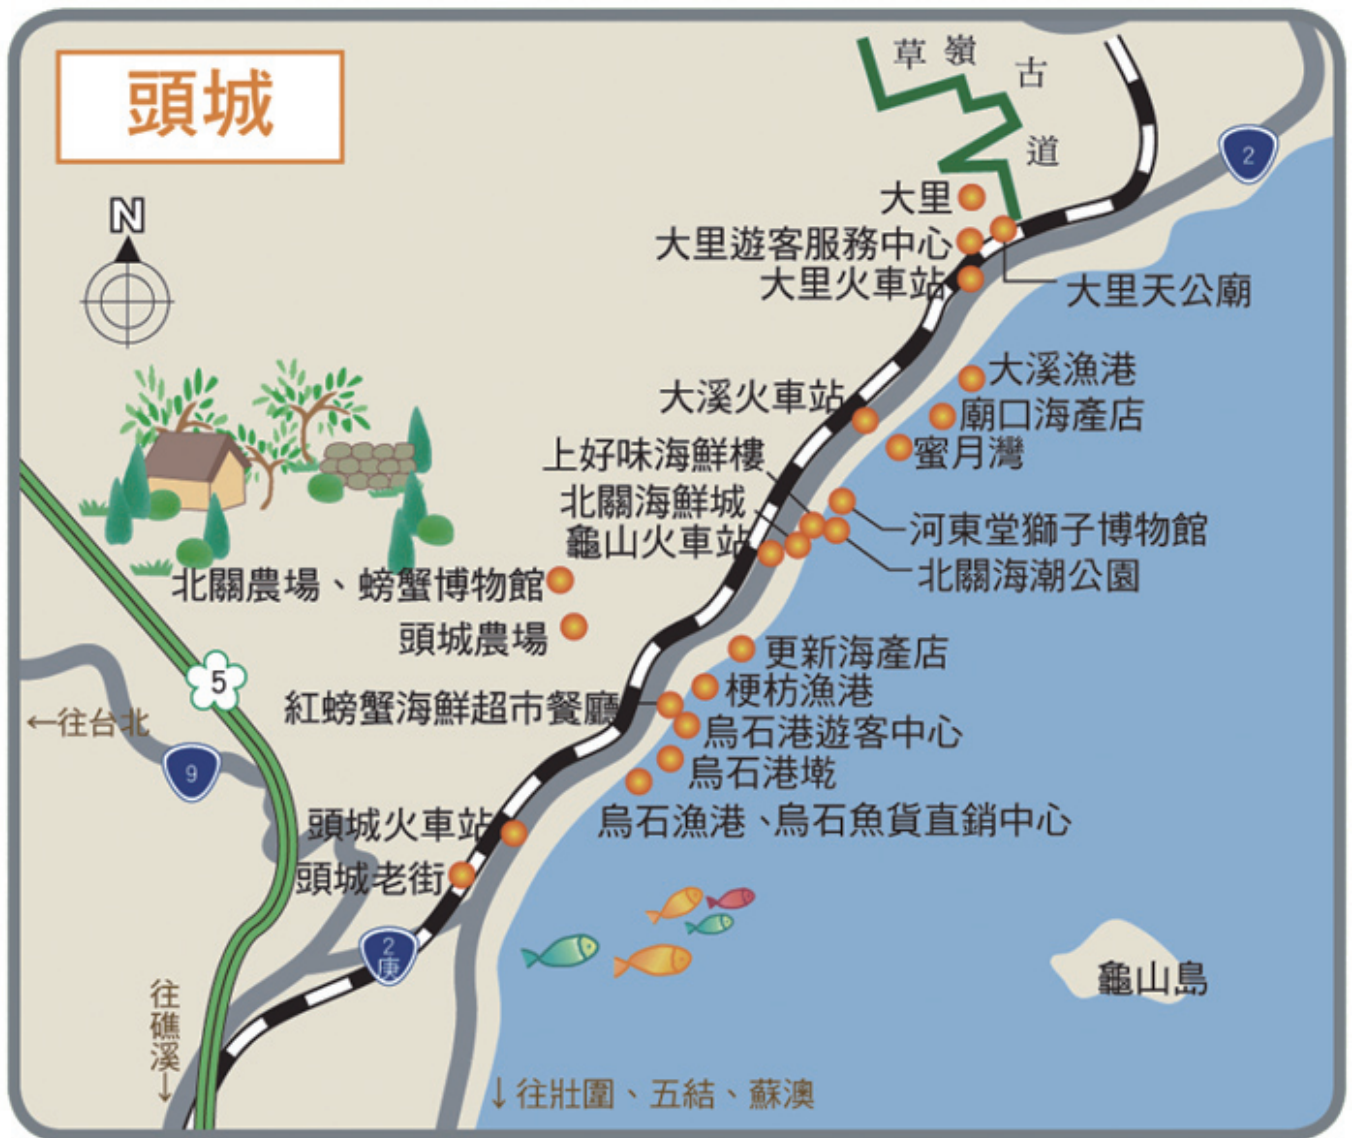 頭城
草嶺古道
N
2
大里
大里遊客服務中心
大里火車站
大里天公廟
大溪漁港
大溪火車站
廟口海產店
上好味海鮮樓
蜜月灣
北關海鮮城
龜山火車站
河東堂獅子博物館
北關海潮公園
北關農場、螃蟹博物館
頭城農場
更新海產店
5
梗枋漁港
紅螃蟹海鮮超市餐廳
←往台北
烏石港遊客中心
9
烏石港墘
頭城火車站
烏石漁港、烏石魚貨直銷中心
頭城老街
2庚
龜山島
往礁溪↓
↓往壯圍、五結、蘇澳